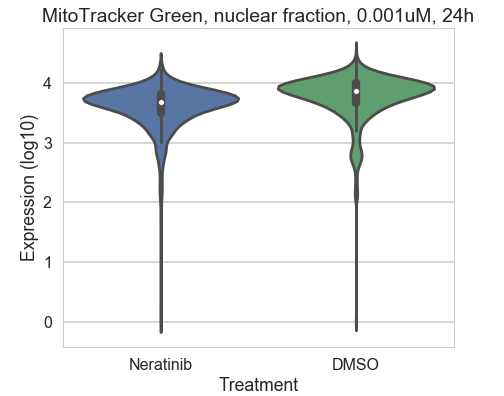 MitoTracker Green, nuclear fraction, 0.001uM, 24h
Expression (log10)
4
3
2
1
0
Neratinib
DMSO
Treatment